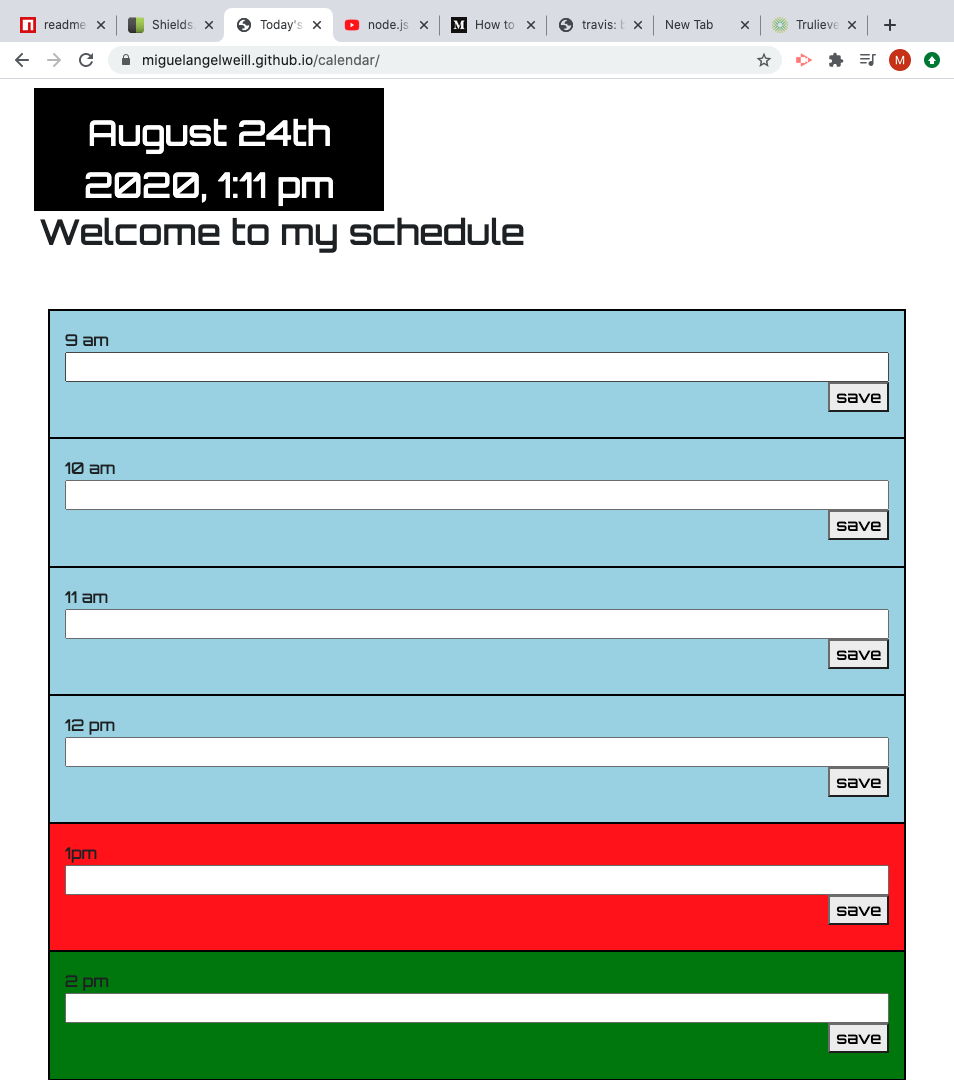 readme
Shields.
Today's
node.js
How to
travis: b
New Tab
Trulieve
miguelangelweill.github.io/calendar/
M
August 24th
2020, 1:11 pm
Welcome to my schedule
9 am
save
10 am
save
11 am
save
12 pm
save
1pm
save
2 pm
save